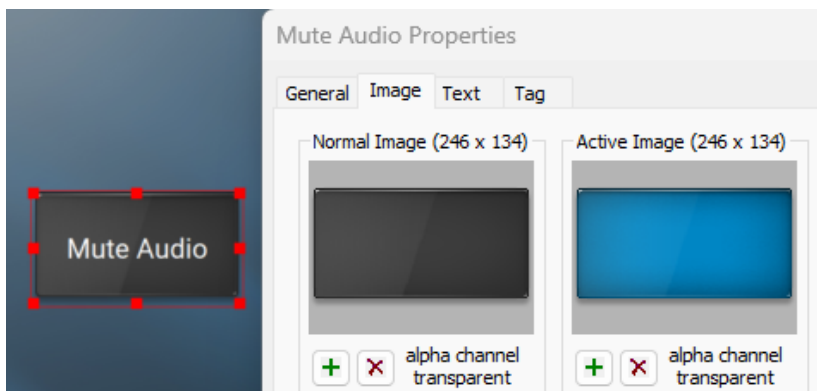 Mute Audio Properties
General Image Text Tag
Normal Image (246 x 134) Active Image (246 x 134)
Mute Audio
alpha channel
transparent
alpha channel
transparent